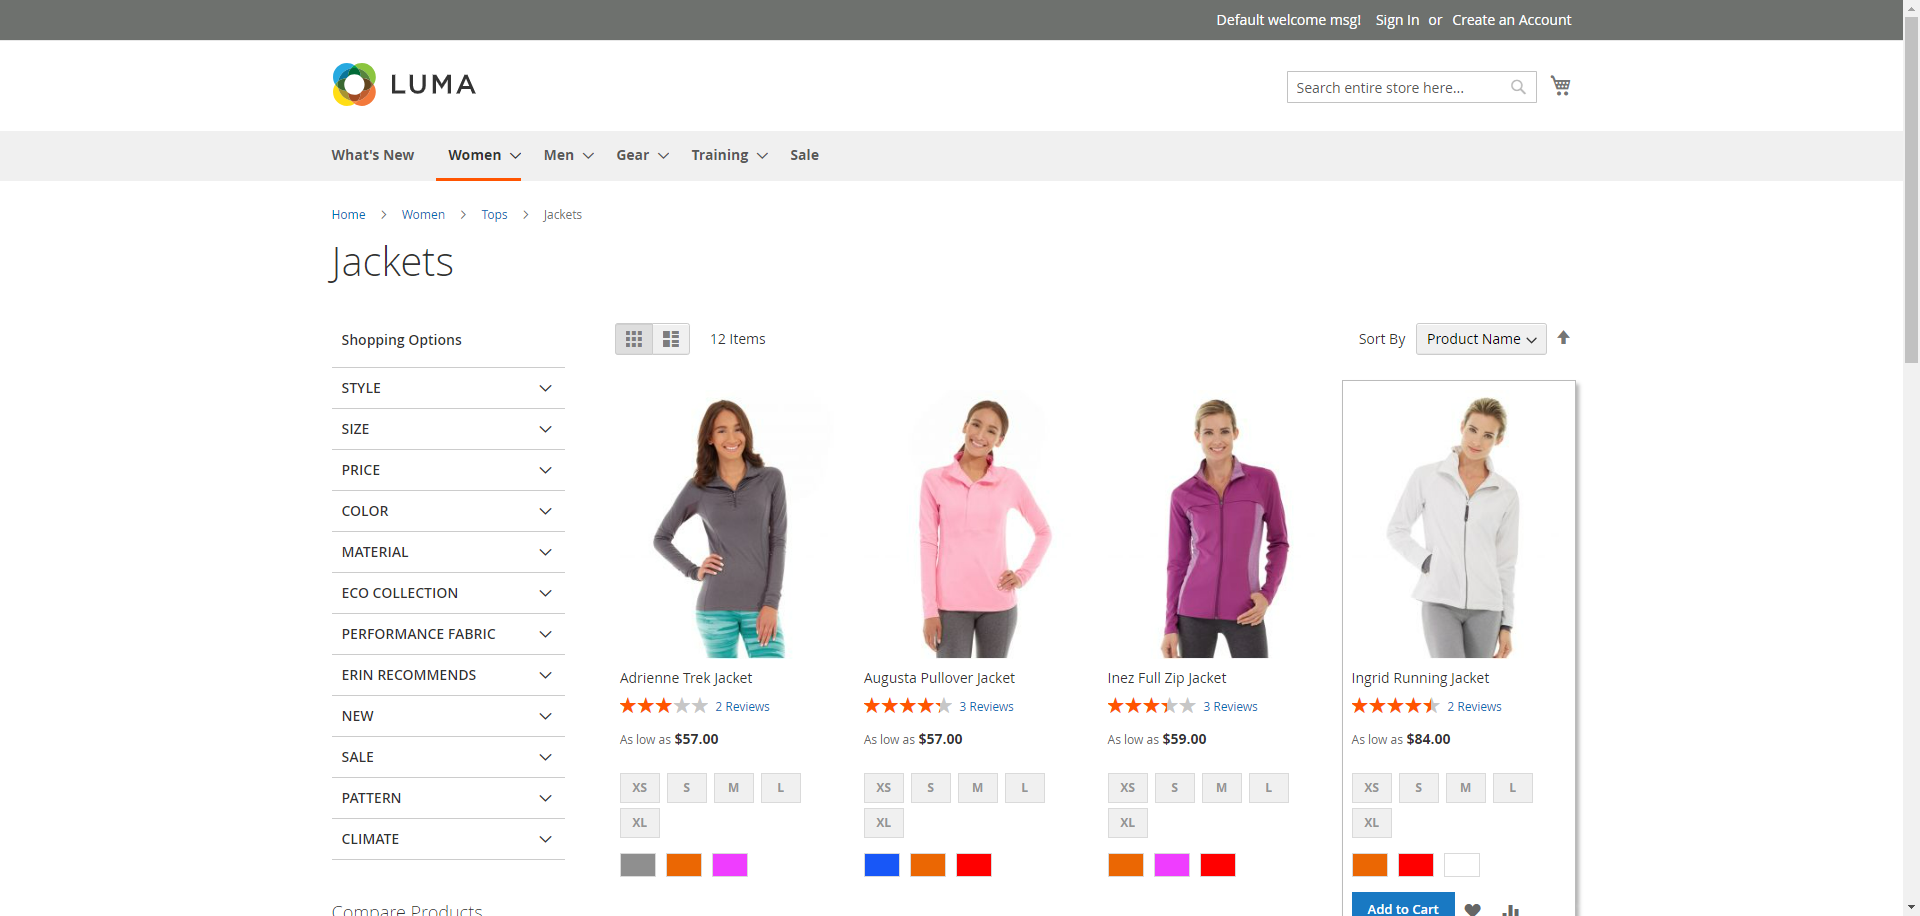 Default welcome msg! Sign In or Create an Account
LUMA
Search entire store here...
What's New Women Men Gear Training Sale
Home > Women > Tops > Jackets
Jackets
Shopping Options
12 Items
Sort By Product Name
STYLE
SIZE
PRICE
COLOR
MATERIAL
ECO COLLECTION
PERFORMANCE FABRIC
ERIN RECOMMENDS
NEW
SALE
PATTERN
CLIMATE
Compare Products
Adrienne Trek Jacket
2 Reviews
As low as $57.00
XS S M L
XL
Augusta Pullover Jacket
3 Reviews
As low as $57.00
XS S M L
XL
Inez Full Zip Jacket
3 Reviews
As low as $59.00
XS S M L
XL
Ingrid Running Jacket
2 Reviews
As low as $84.00
XS S M L
XL
Add to Cart